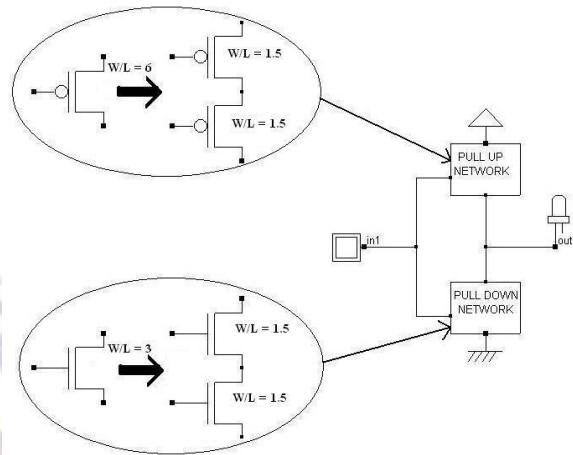 W/L = 6
W/L = 1.5
W/L = 1.5
PULL UP
NETWORK
in1
out
PULL DOWN
NETWORK
W/L = 3
W/L = 1.5
W/L = 1.5